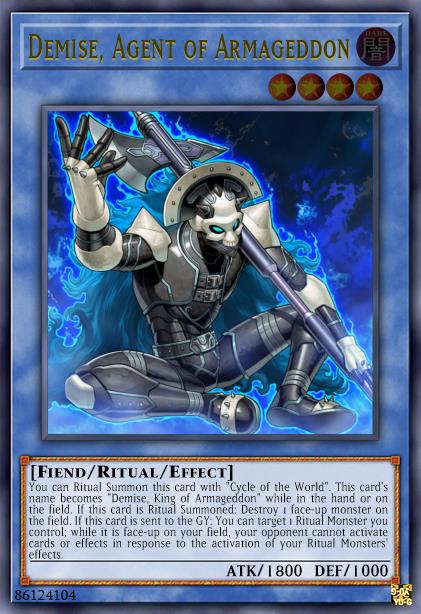 DEMISE, AGENT OF ARMAGEDDON
DARK
闇
[FIEND/RITUAL/EFFECT]
You can Ritual Summon this card with "Cycle of the World". This card's
name becomes "Demise, King of Armageddon" while in the hand or on
the field. If this card is Ritual Summoned: Destroy 1 face-up monster on
the field. If this card is sent to the GY: You can target 1 Ritual Monster you
control; while it is face-up on your field, your opponent cannot activate
cards or effects in response to the activation of your Ritual Monsters'
effects.
ATK/1800 DEF/1000
86124104